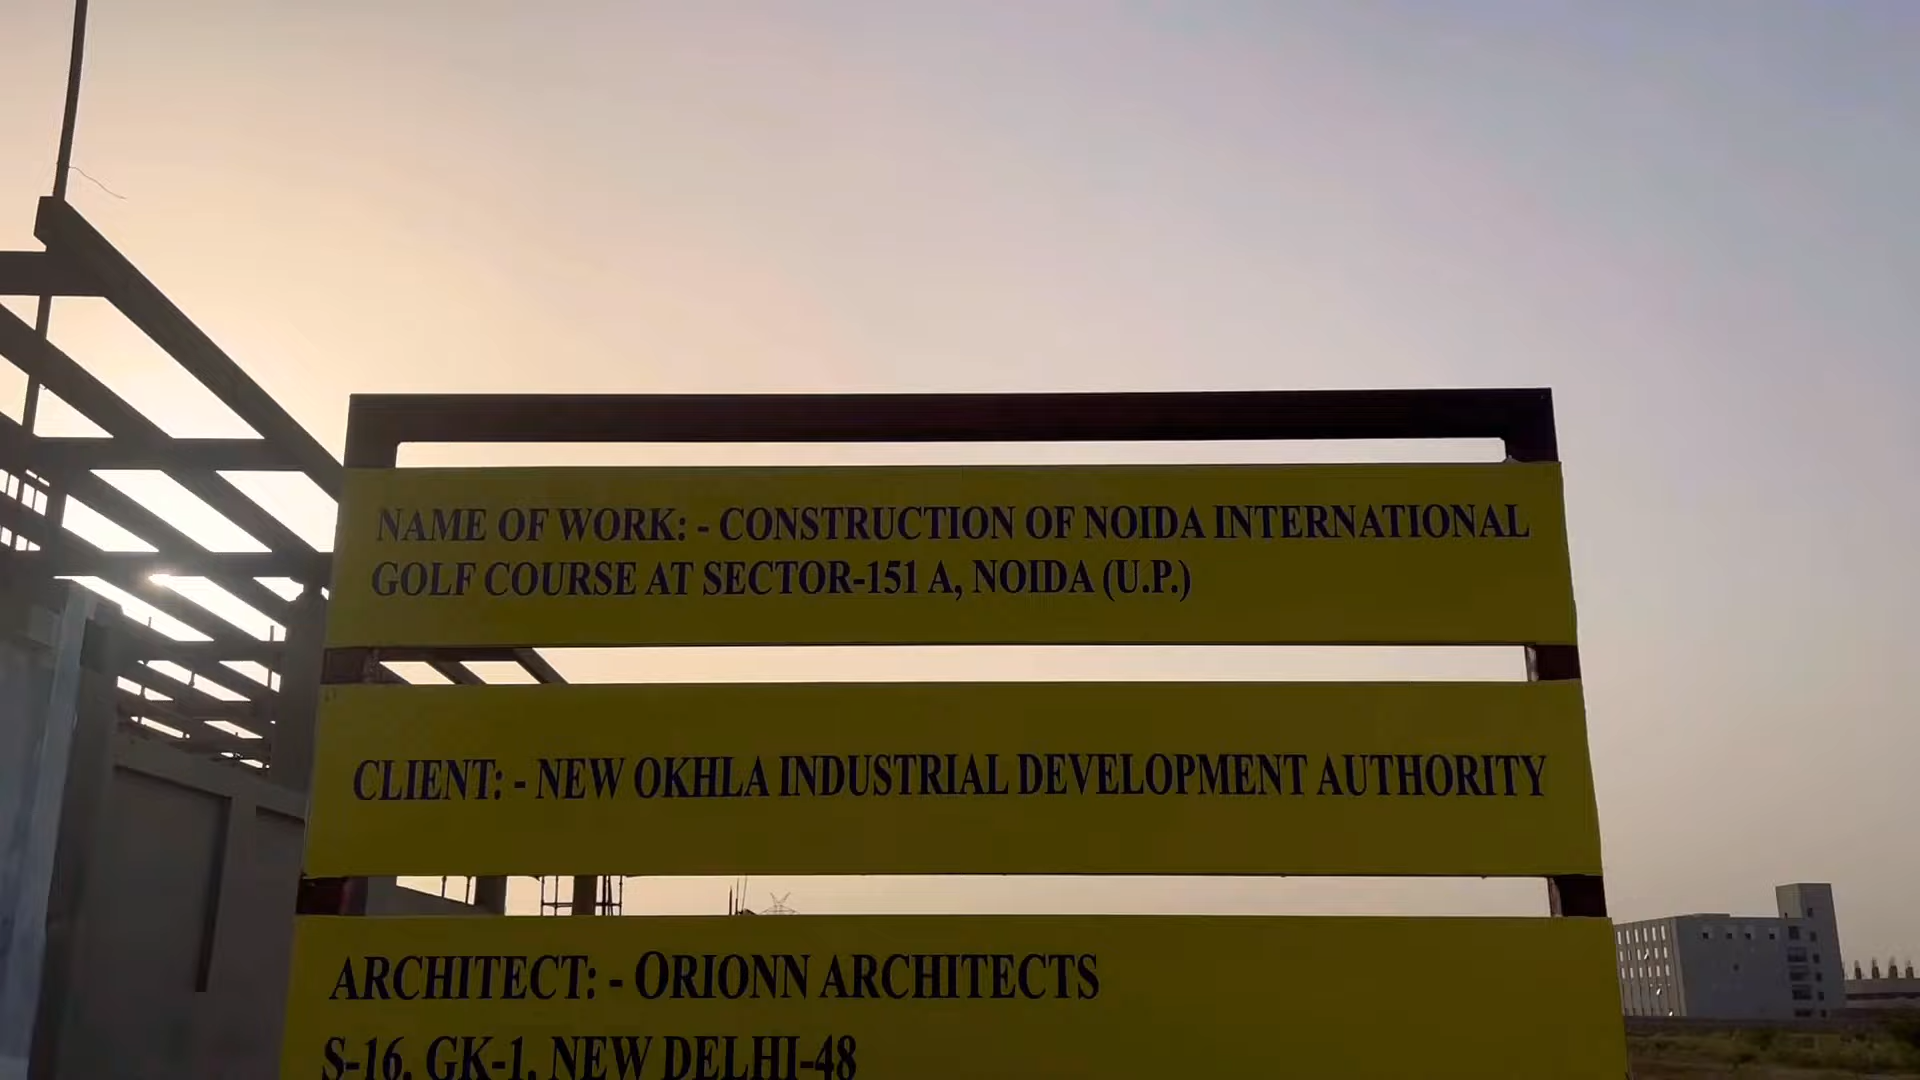 NAME OF WORK: - CONSTRUCTION OF NOIDA INTERNATIONAL
GOLF COURSE AT SECTOR-151 A, NOIDA (U.P.)
CLIENT: - NEW OKHLA INDUSTRIAL DEVELOPMENT AUTHORITY
ARCHITECT: - ORIONN ARCHITECTS
S-16, GK-1, NEW DELHI-48